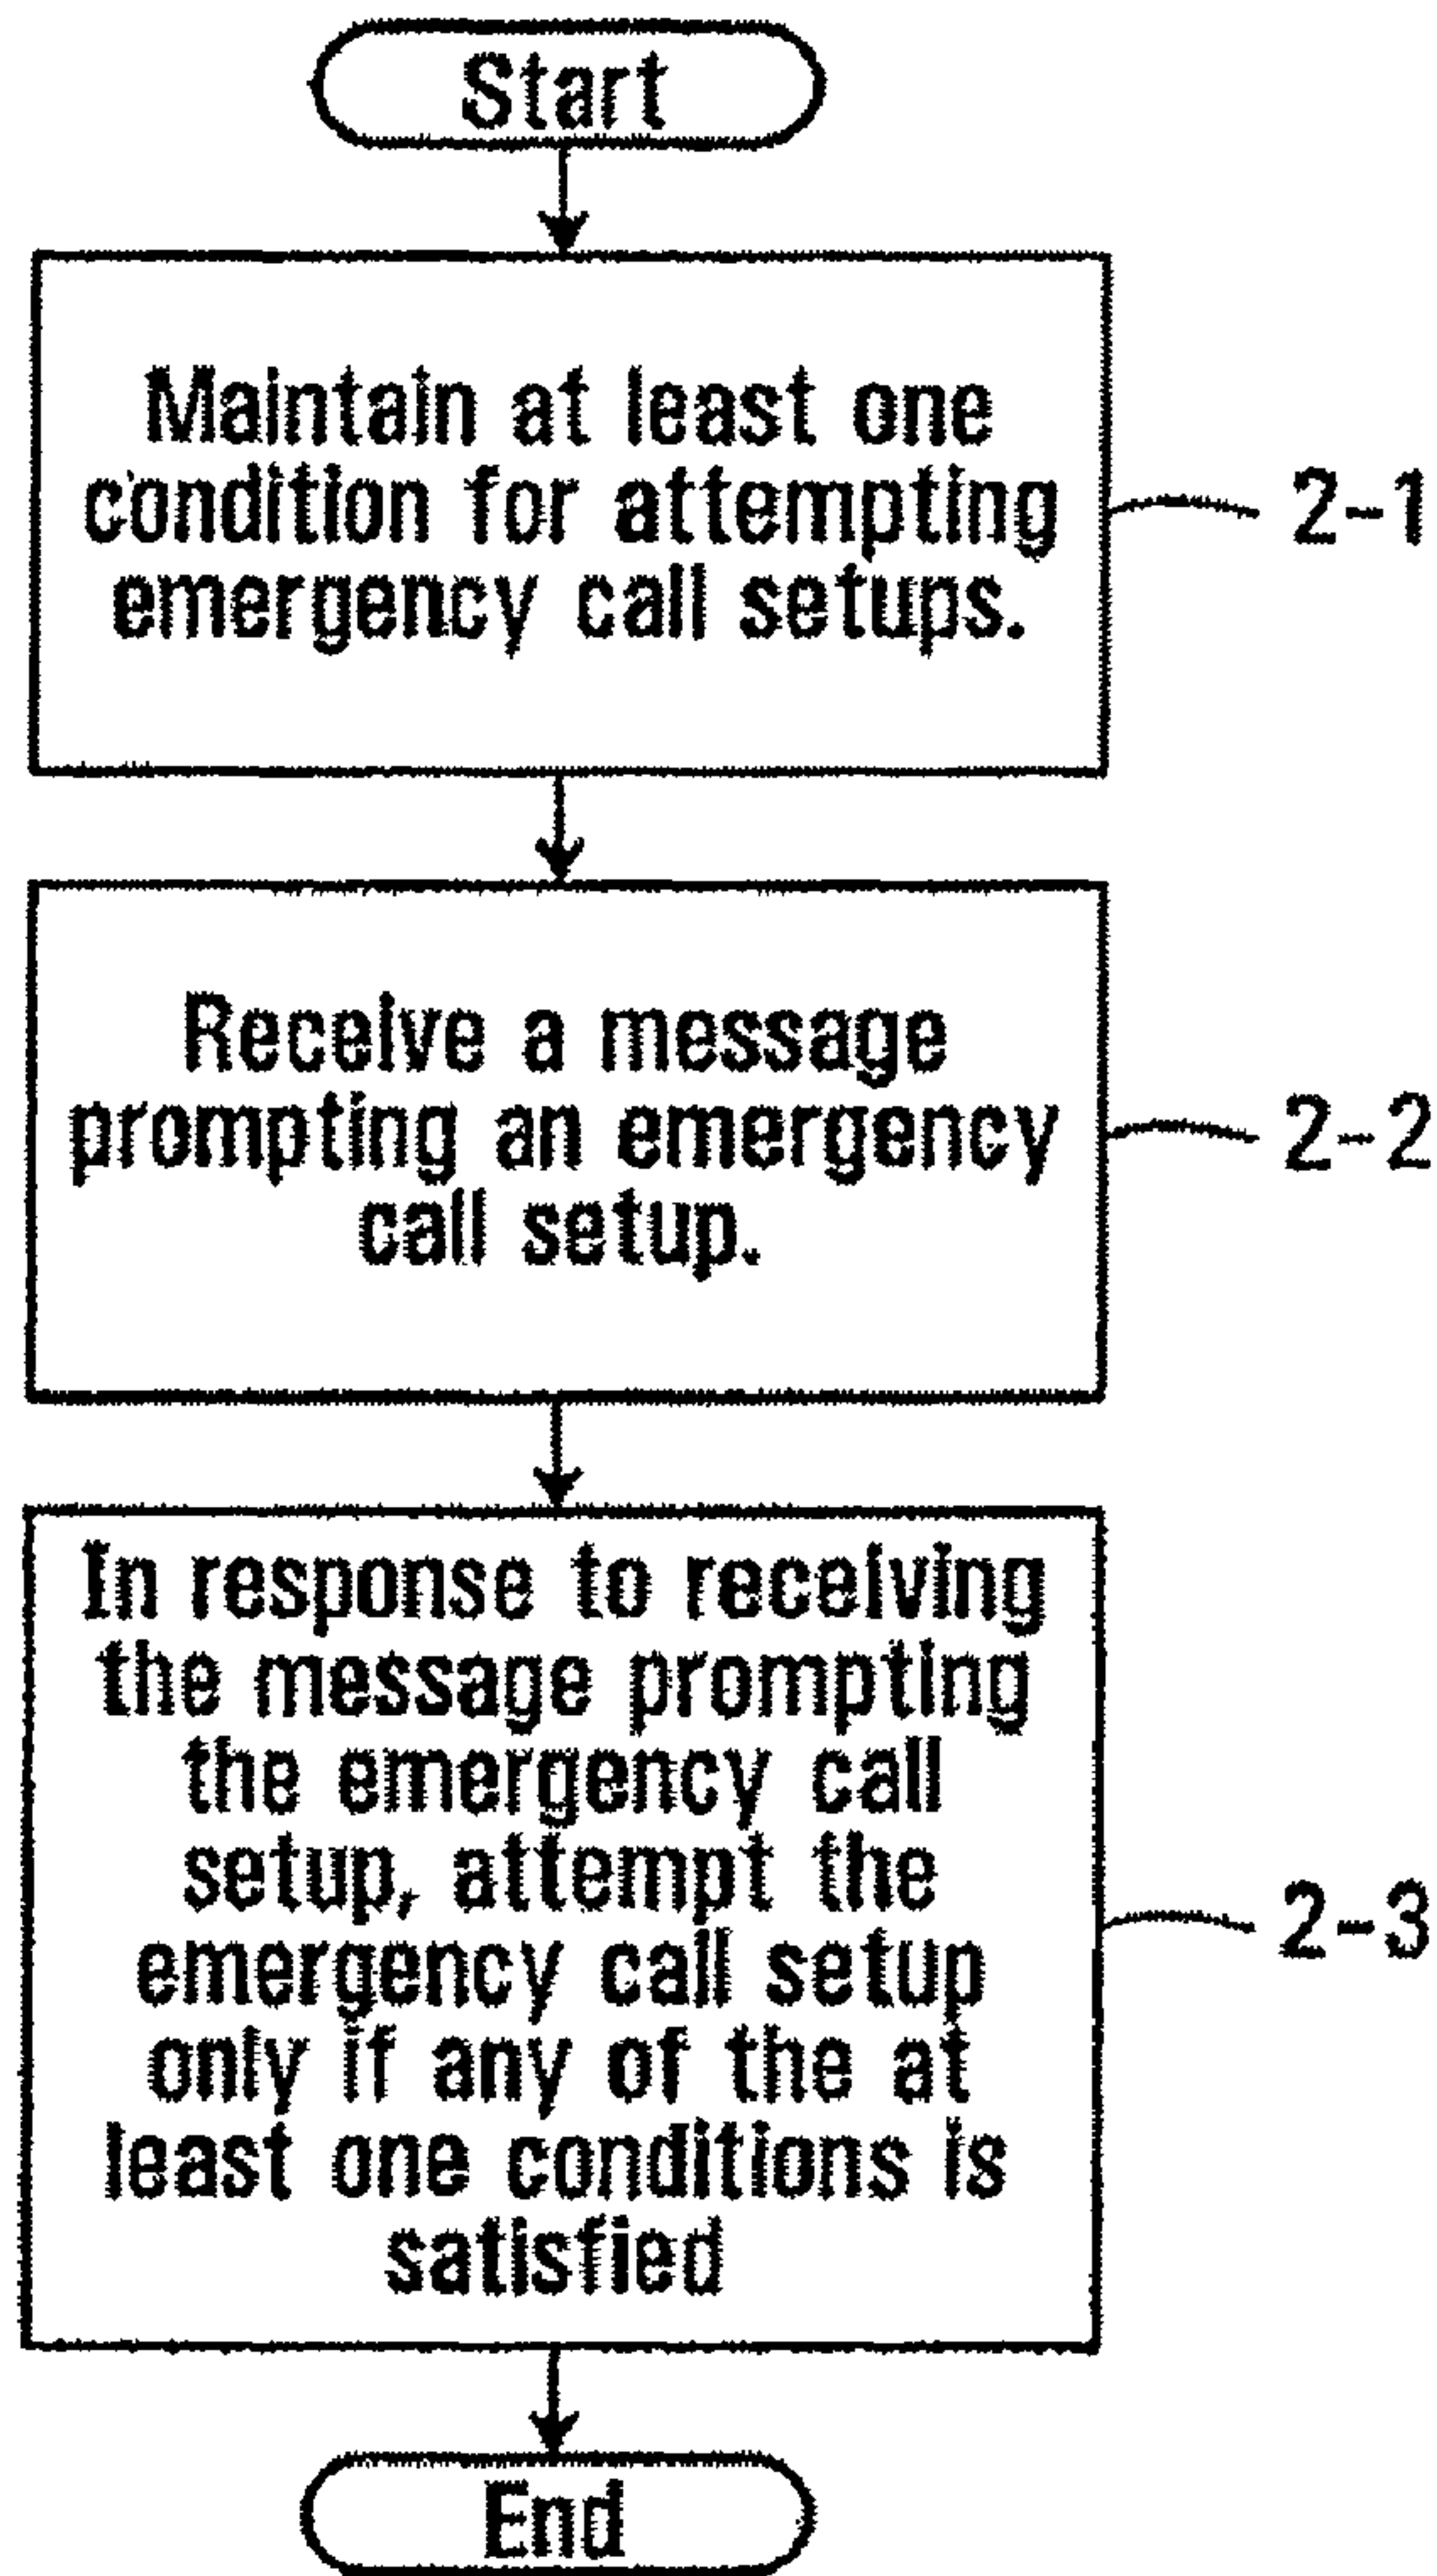 Start
Maintain at least one
condition for attempting
emergency call setups.
2-1
Receive a message
prompting an emergency
call setup.
2-2
In response to receiving
the message prompting
the emergency call
setup, attempt the
emergency call setup
only if any of the at
least one conditions is
satisfied
2-3
End